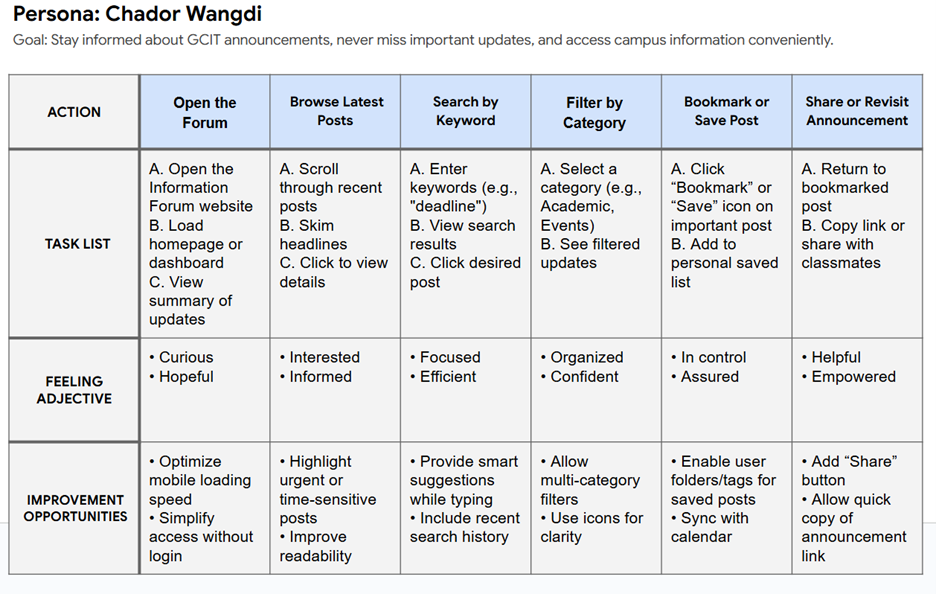 Persona: Chador Wangdi
Goal: Stay informed about GCIT announcements, never miss important updates, and access campus information conveniently.
ACTION
Open the
Forum
Browse Latest
Posts
Search by
Keyword
Filter by
Category
Bookmark or
Save Post
Share or Revisit
Announcement
TASK LIST
A. Open the
Information
Forum website
B. Load
homepage or
dashboard
C. View
summary of
updates
A. Scroll
through recent
posts
B. Skim
headlines
C. Click to view
details
A. Enter
keywords (e.g.,
"deadline")
B. View search
results
C. Click desired
post
A. Select a
category (e.g.,
Academic,
Events)
B. See filtered
updates
A. Click
“Bookmark” or
“Save” icon on
important post
B. Add to
personal saved
list
A. Return to
bookmarked
post
B. Copy link or
share with
classmates
FEELING
ADJECTIVE
• Curious
• Hopeful
• Interested
• Informed
• Focused
• Efficient
• Organized
• Confident
• In control
• Assured
• Helpful
• Empowered
IMPROVEMENT
OPPORTUNITIES
• Optimize
mobile loading
speed
• Simplify
access without
login
• Highlight
urgent or
time-sensitive
posts
• Improve
readability
• Provide smart
suggestions
while typing
• Include recent
search history
• Allow
multi-category
filters
• Use icons for
clarity
• Enable user
folders/tags for
saved posts
• Sync with
calendar
• Add “Share”
button
• Allow quick
copy of
announcement
link